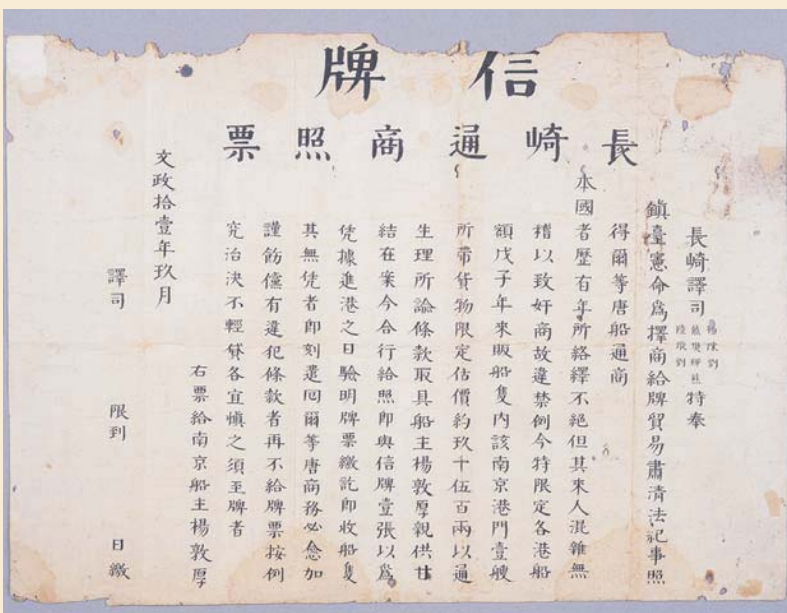 信牌
長崎通商照票
長崎譯司 特奉
鎮臺憲命爲擇商給牌貿易肅清法紀事照
得爾等唐船通商
本國者歷有年所絡繹不絕但其來人混雜無
稽以致奸商故違禁例今特限定各港船
額戊子年來販船隻內該南京港門壹艘
所帶貨物限定估價約玖千伍百兩以通
生理所諭條款取具船主楊敦厚親供甘
結在案今合行給照即與信牌壹張以爲
凭據進港之日驗明牌票繳訖即收船隻
其無凭者即刻遣回爾等唐商務必愈加
謹飭儻有違犯條款者再不給牌票按例
究治決不輕貸各宜愼之須至牌者
右票給南京船主楊敦厚
文政拾壹年玖月
譯司 限到 日繳